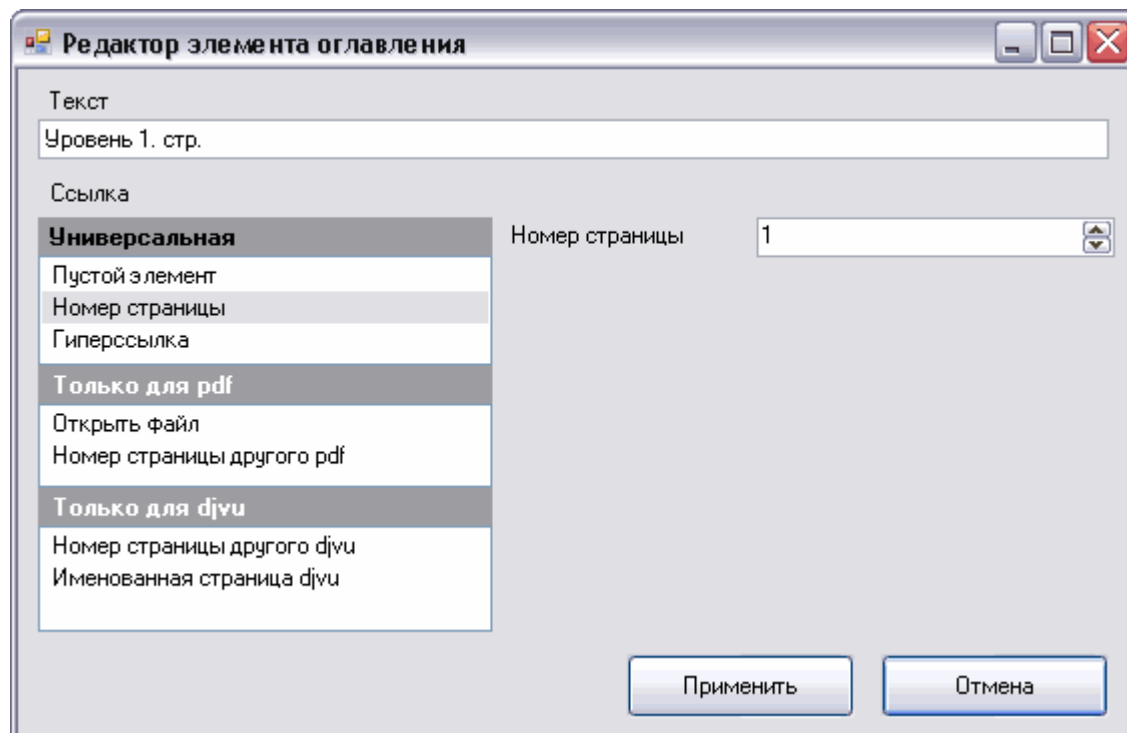 Редактор элемента оглавления
Текст
Уровень 1. стр.
Ссылка
Универсальная
Номер страницы 1
Пустой элемент
Номер страницы
Гиперссылка
Только для pdf
Открыть файл
Номер страницы другого pdf
Только для djvu
Номер страницы другого djvu
Именованная страница djvu
Применить Отмена